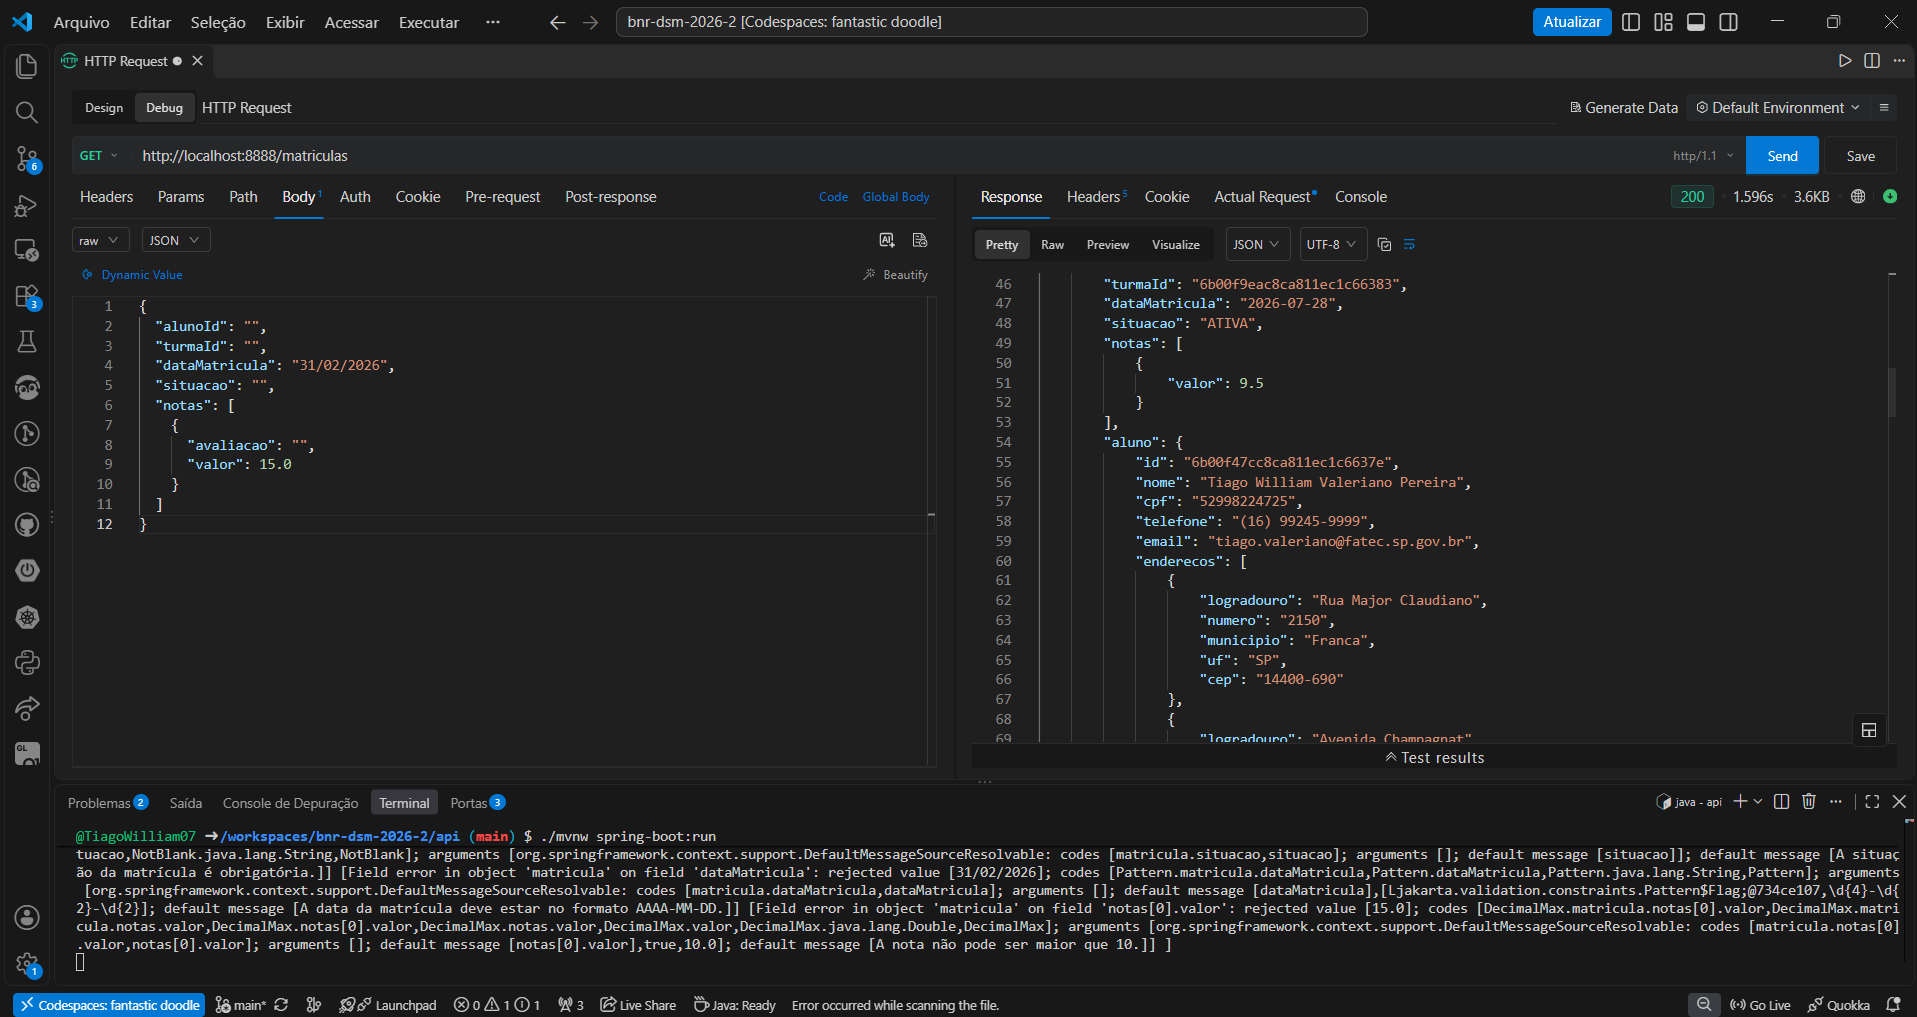 Arquivo Editar Seleção Exibir Acessar Executar ···
bnr-dsm-2026-2 [Codespaces: fantastic doodle]
Atualizar
HTTP Request
Design Debug HTTP Request
Generate Data Default Environment
GET http://localhost:8888/matriculas
http/1.1 Send Save
Headers Params Path Body 1 Auth Cookie Pre-request Post-response Code Global Body
raw JSON
Dynamic Value Beautify
1 {
2 "alunoId": "",
3 "turmaId": "",
4 "dataMatricula": "31/02/2026",
5 "situacao": "",
6 "notas": [
7 {
8 "avaliacao": "",
9 "valor": 15.0
10 }
11 ]
12 }
Response Headers 5 Cookie Actual Request Console 200 1.596s 3.6KB
Pretty Raw Preview Visualize JSON UTF-8
46 "turmaId": "6b00f9eac8ca811ec1c66383",
47 "dataMatricula": "2026-07-28",
48 "situacao": "ATIVA",
49 "notas": [
50 {
51 "valor": 9.5
52 }
53 ],
54 "aluno": {
55 "id": "6b00f47cc8ca811ec1c6637e",
56 "nome": "Tiago William Valeriano Pereira",
57 "cpf": "52998224725",
58 "telefone": "(16) 99245-9999",
59 "email": "tiago.valeriano@fatec.sp.gov.br",
60 "enderecos": [
61 {
62 "logradouro": "Rua Major Claudiano",
63 "numero": "2150",
64 "municipio": "Franca",
65 "uf": "SP",
66 "cep": "14400-690"
67 },
68 {
69 "logradouro": "Avenida Champagnat"
Test results
6
3
GL
1
Problemas 2 Saída Console de Depuração Terminal Portas 3
java - api
@TiagoWilliam07 ➜ /workspaces/bnr-dsm-2026-2/api (main) $ ./mvnw spring-boot:run
tuacao,NotBlank.java.lang.String,NotBlank]; arguments [org.springframework.context.support.DefaultMessageSourceResolvable: codes [matricula.situacao,situacao]; arguments []; default message [situacao]]; default message [A situaç
ão da matrícula é obrigatória.]] [Field error in object 'matricula' on field 'dataMatricula': rejected value [31/02/2026]; codes [Pattern.matricula.dataMatricula,Pattern.dataMatricula,Pattern.java.lang.String,Pattern]; arguments
[org.springframework.context.support.DefaultMessageSourceResolvable: codes [matricula.dataMatricula,dataMatricula]; arguments []; default message [dataMatricula],[Ljakarta.validation.constraints.Pattern$Flag;@734ce107,\d{4}-\d{
2}-\d{2}]; default message [A data da matrícula deve estar no formato AAAA-MM-DD.]] [Field error in object 'matricula' on field 'notas[0].valor': rejected value [15.0]; codes [DecimalMax.matricula.notas[0].valor,DecimalMax.matri
cula.notas.valor,DecimalMax.notas[0].valor,DecimalMax.notas.valor,DecimalMax.valor,DecimalMax.java.lang.Double,DecimalMax]; arguments [org.springframework.context.support.DefaultMessageSourceResolvable: codes [matricula.notas[0]
.valor,notas[0].valor]; arguments []; default message [notas[0].valor],true,10.0]; default message [A nota não pode ser maior que 10.]] ]
Codespaces: fantastic doodle main* Launchpad 0 1 1 3 Live Share Java: Ready Error occurred while scanning the file. Go Live Quokka